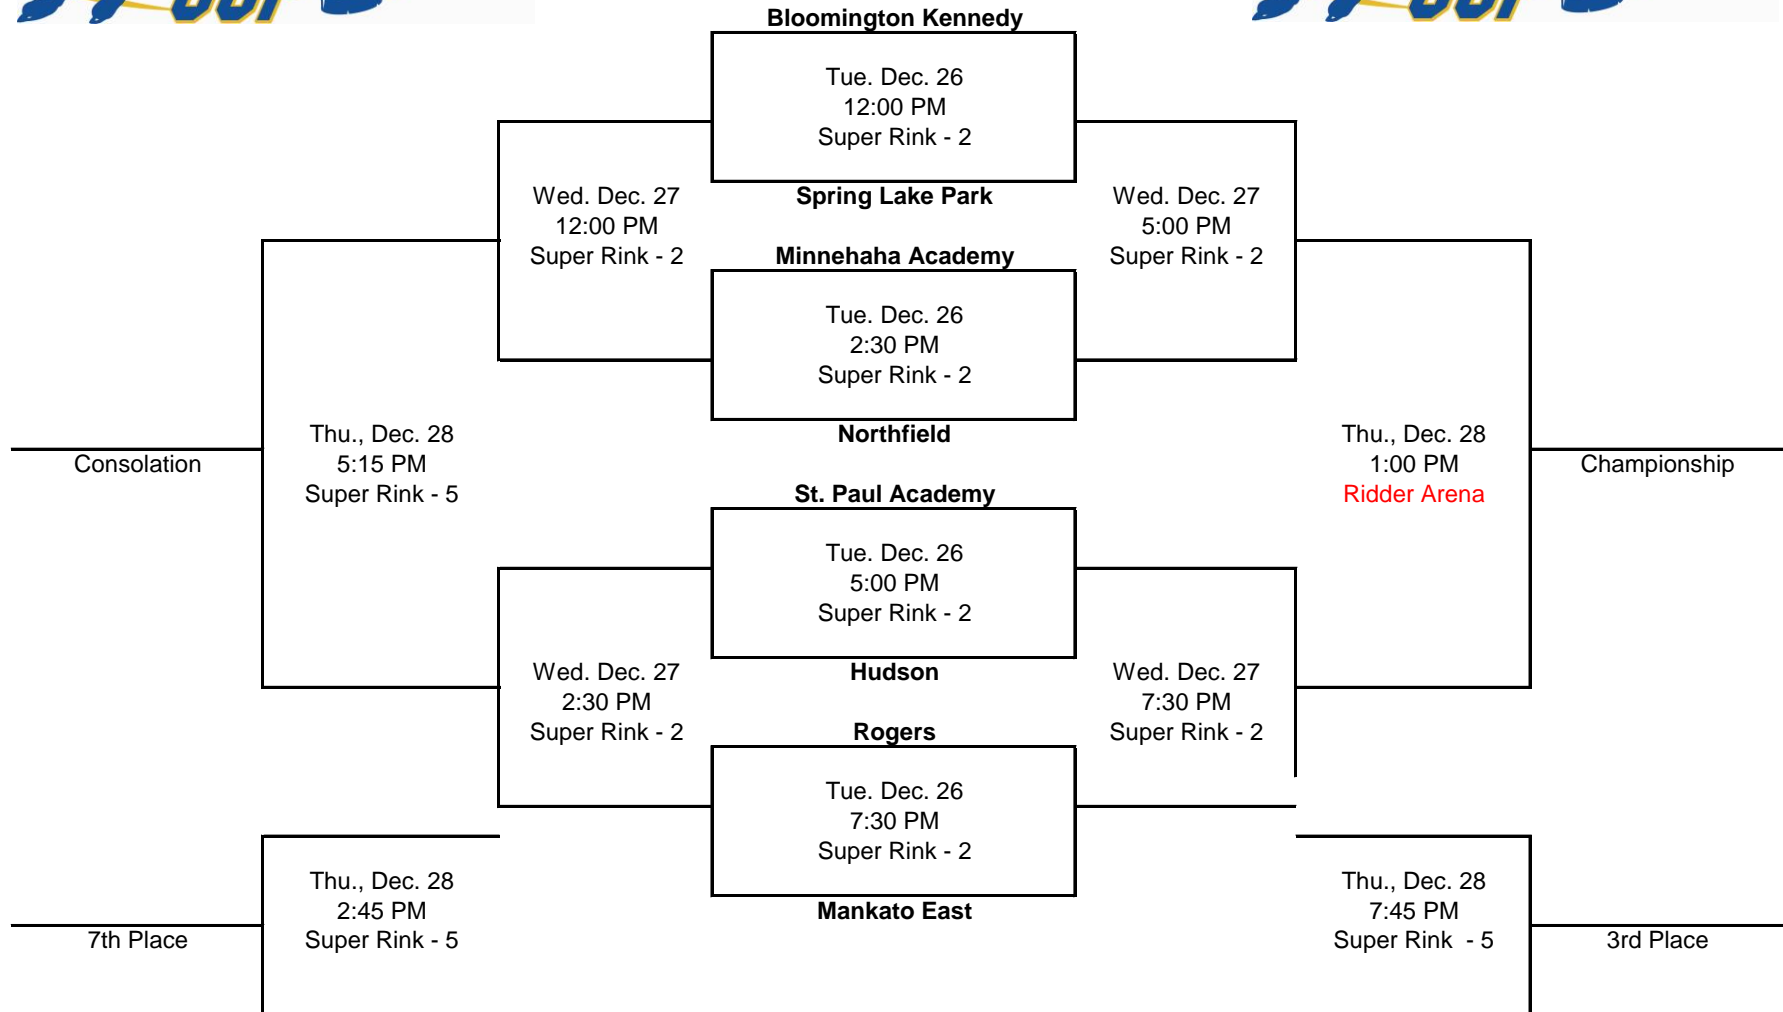 Bloomington Kennedy
Tue. Dec. 26
12:00 PM
Super Rink - 2
Spring Lake Park
Wed. Dec. 27
12:00 PM
Super Rink - 2
Wed. Dec. 27
5:00 PM
Super Rink - 2
Minnehaha Academy
Tue. Dec. 26
2:30 PM
Super Rink - 2
Northfield
Consolation
Thu., Dec. 28
5:15 PM
Super Rink - 5
Thu., Dec. 28
1:00 PM
Ridder Arena
Championship
St. Paul Academy
Tue. Dec. 26
5:00 PM
Super Rink - 2
Hudson
Wed. Dec. 27
2:30 PM
Super Rink - 2
Wed. Dec. 27
7:30 PM
Super Rink - 2
Rogers
Tue. Dec. 26
7:30 PM
Super Rink - 2
Mankato East
7th Place
Thu., Dec. 28
2:45 PM
Super Rink - 5
Thu., Dec. 28
7:45 PM
Super Rink  - 5
3rd Place